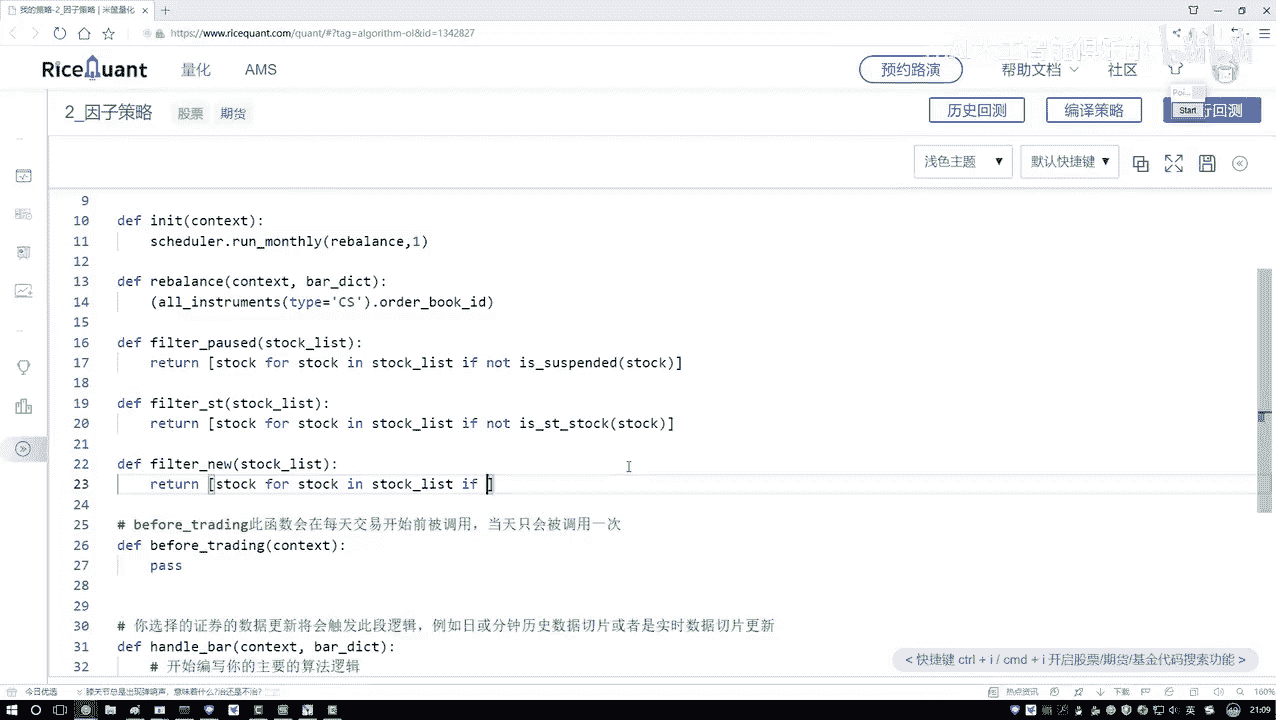 我的策略-2_因子策略 | 米筐量化
https://www.ricequant.com/quant/#?tag=algorithm-ol&id=1342827
RiceQuant 量化 AMS 预约路演 帮助文档 社区
2_因子策略 股票 期货 历史回测 编译策略 行回测
Poi...
Start
浅色主题 默认快捷键
9
10 def init(context):
11 scheduler.run_monthly(rebalance,1)
12
13 def rebalance(context, bar_dict):
14 (all_instruments(type='CS').order_book_id)
15
16 def filter_paused(stock_list):
17 return [stock for stock in stock_list if not is_suspended(stock)]
18
19 def filter_st(stock_list):
20 return [stock for stock in stock_list if not is_st_stock(stock)]
21
22 def filter_new(stock_list):
23 return [stock for stock in stock_list if ]
24
25 # before_trading此函数会在每天交易开始前被调用，当天只会被调用一次
26 def before_trading(context):
27 pass
28
29
30 # 你选择的证券的数据更新将会触发此段逻辑，例如日或分钟历史数据切片或者是实时数据切片更新
31 def handle_bar(context, bar_dict):
32 # 开始编写你的主要的算法逻辑
< 快捷键 ctrl + i / cmd + i 开启股票/期货/基金代码搜索功能 >
今日优选 膝关节总是出现弹响声，意味着什么?治还是不治? 热点资讯 下载 160%
英 21:09